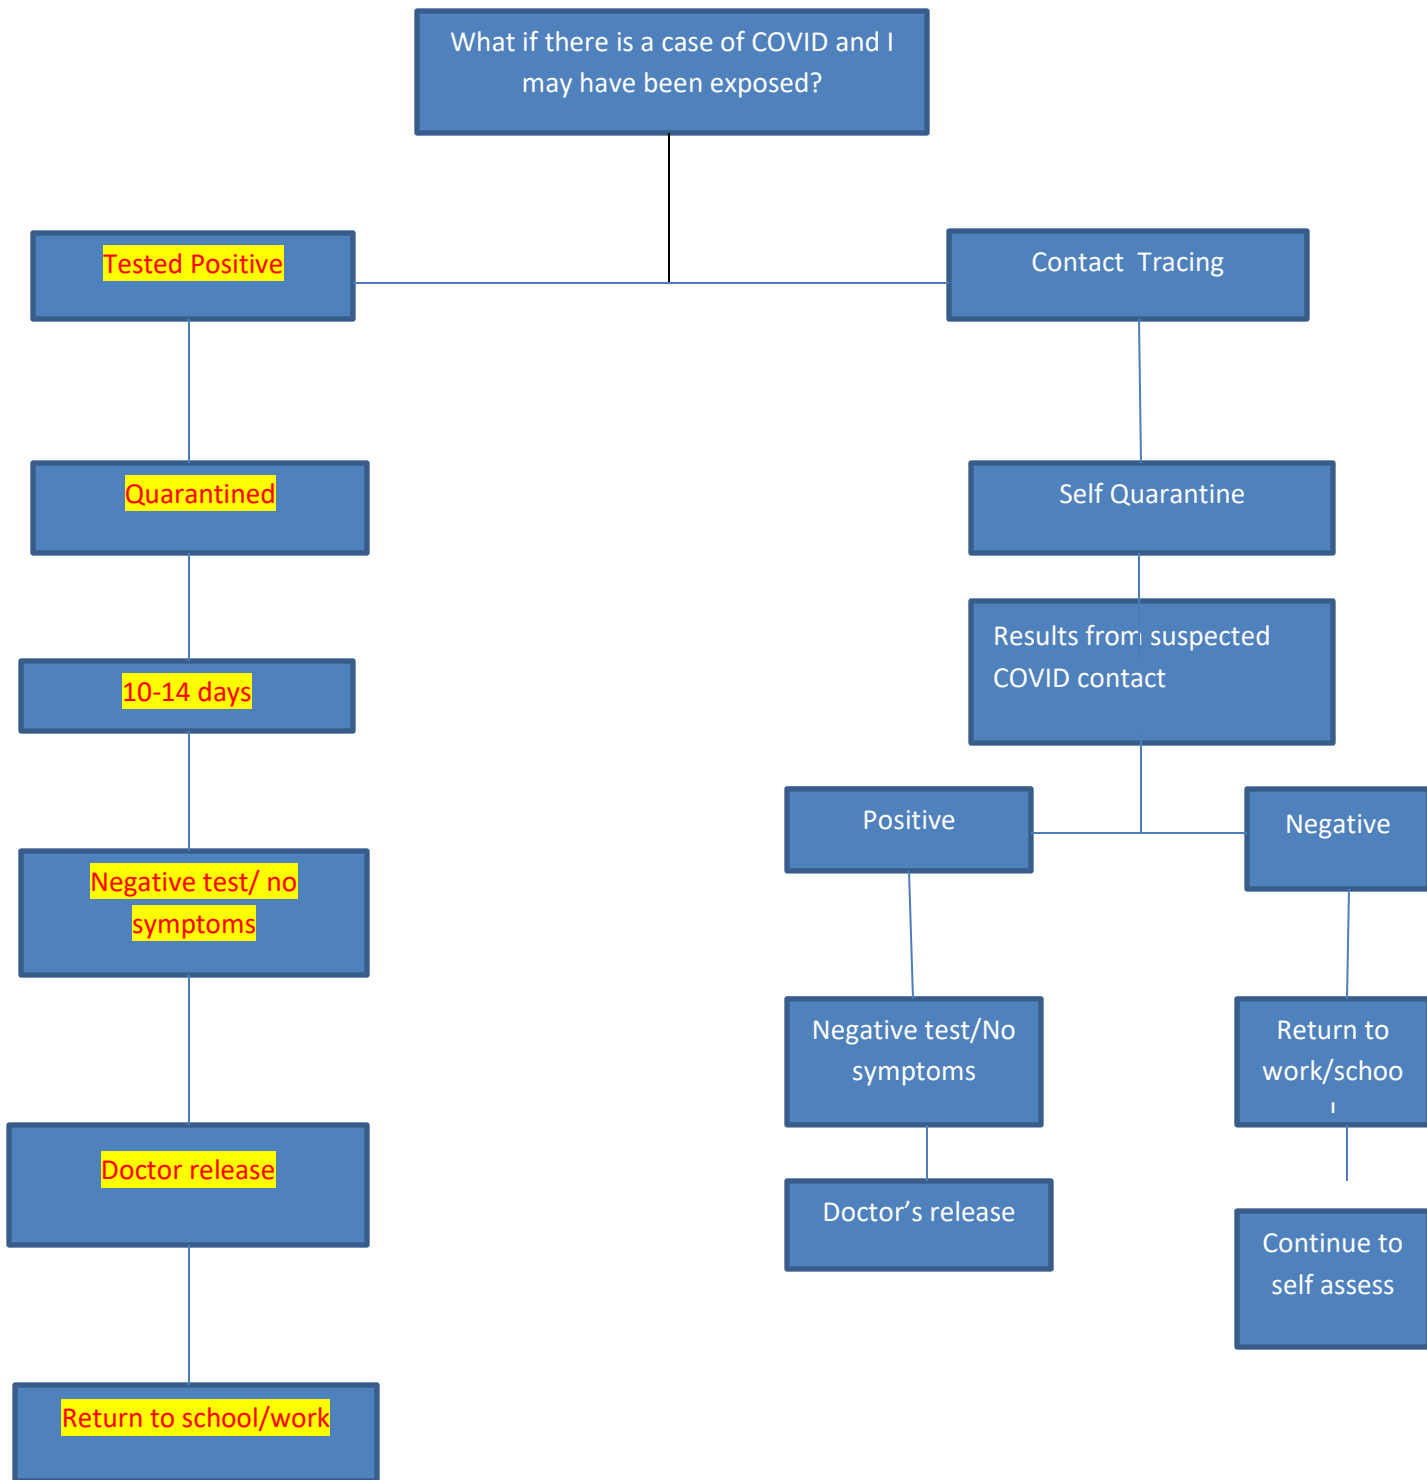 What if there is a case of COVID and I
may have been exposed?
Tested Positive
Contact  Tracing
Quarantined
Self Quarantine
Results from suspected
COVID contact
10-14 days
Positive
Negative
Negative test/ no
symptoms
Negative test/No
symptoms
Return to
work/schoo
l
Doctor release
Doctor’s release
Continue to
self assess
Return to school/work